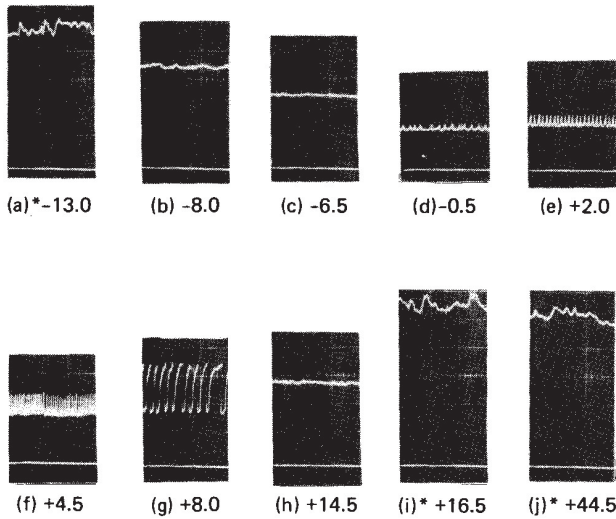 (a)*-13.0
(b) -8.0
(c) -6.5
(d)-0.5
(e) +2.0
(f) +4.5
(g) +8.0
(h) +14.5
(i)* +16.5
(j)* +44.5